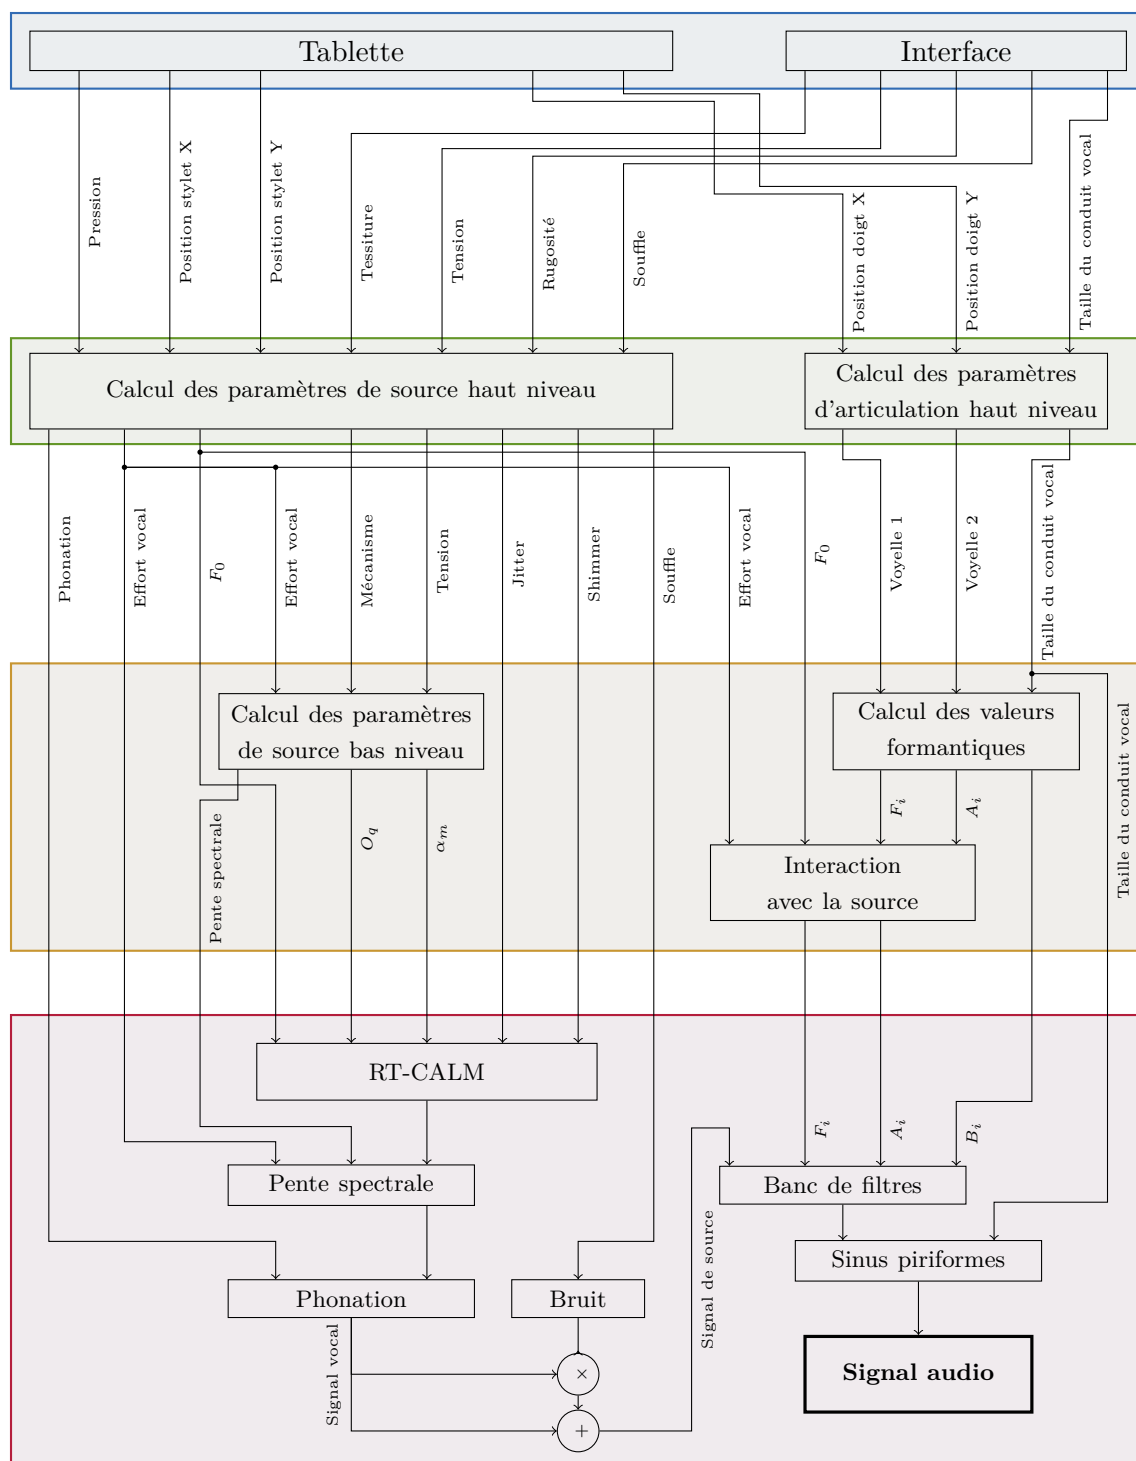 Tablette
Interface
Pression
Position stylet X
Position stylet Y
Tessiture
Tension
Rugosité
Souffle
Position doigt X
Position doigt Y
Taille du conduit vocal
Calcul des paramètres de source haut niveau
Calcul des paramètres
d'articulation haut niveau
Phonation
Effort vocal
F0
Effort vocal
Mécanisme
Tension
Jitter
Shimmer
Souffle
Effort vocal
F0
Voyelle 1
Voyelle 2
Taille du conduit vocal
Calcul des paramètres
de source bas niveau
Calcul des valeurs
formantiques
Pente spectrale
Oq
αm
Fi
Ai
Taille du conduit vocal
Interaction
avec la source
RT-CALM
Fi
Ai
Bi
Pente spectrale
Banc de filtres
Signal de source
Sinus piriformes
Phonation
Bruit
Signal vocal
×
+
Signal audio